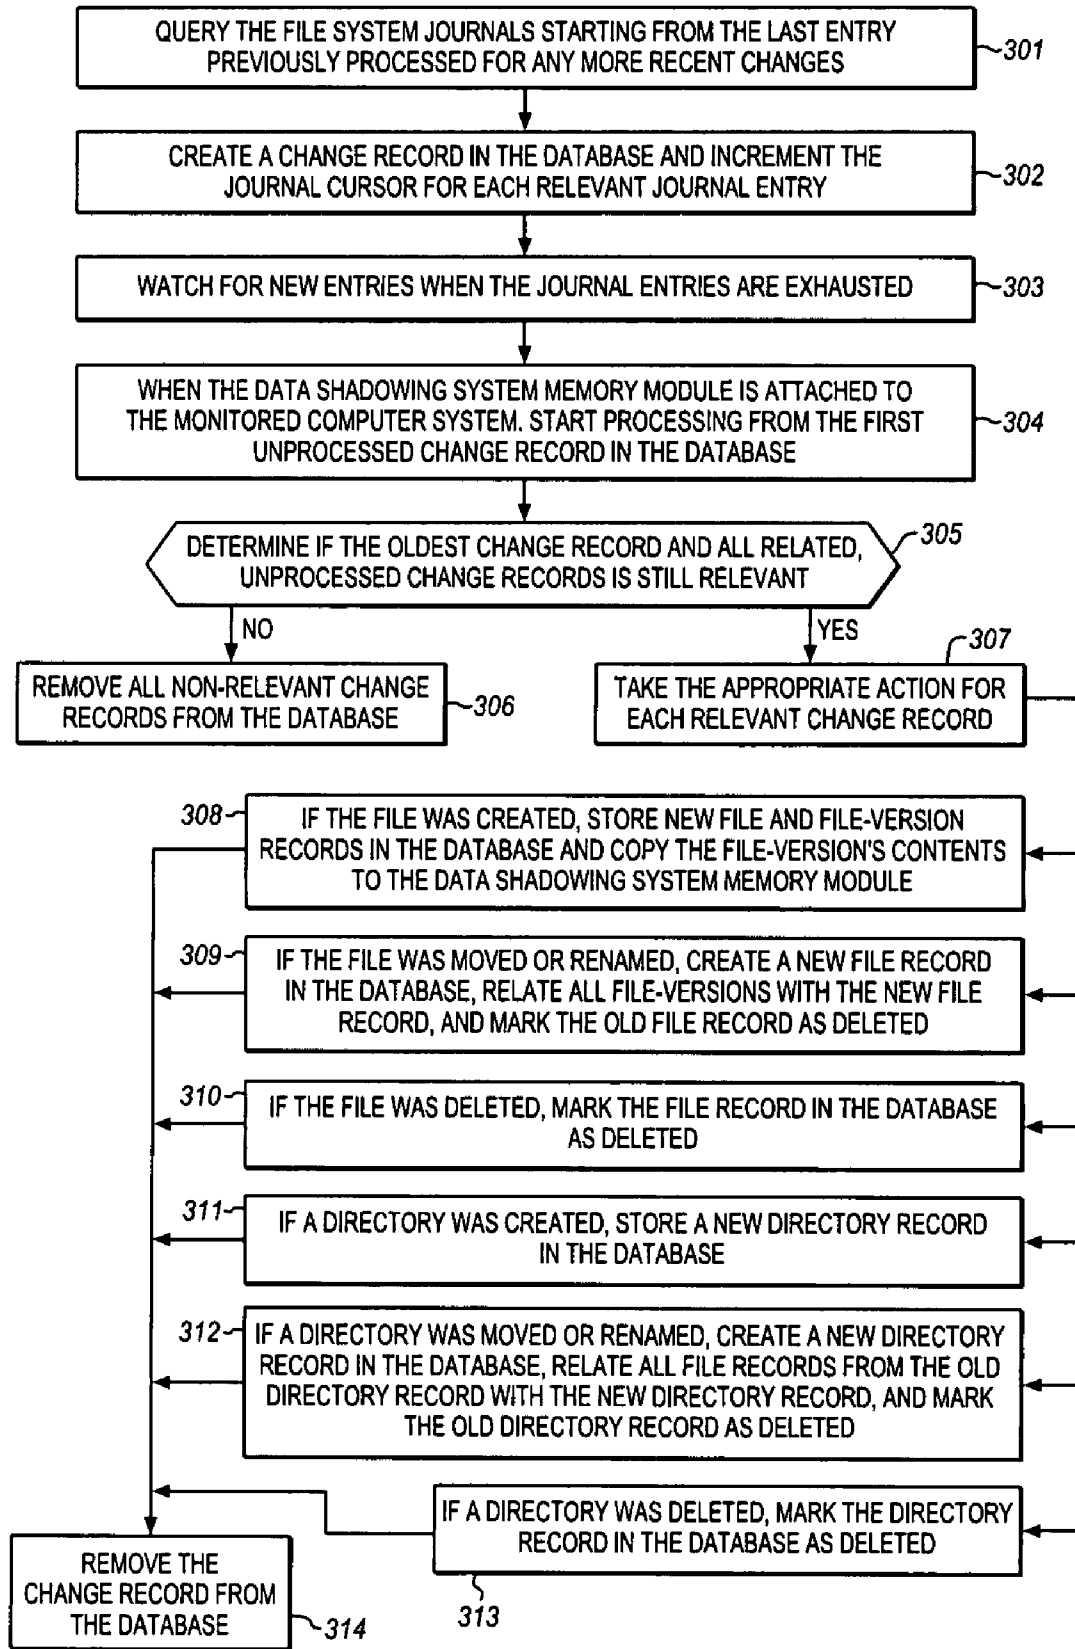 QUERY THE FILE SYSTEM JOURNALS STARTING FROM THE LAST ENTRY
PREVIOUSLY PROCESSED FOR ANY MORE RECENT CHANGES
301
CREATE A CHANGE RECORD IN THE DATABASE AND INCREMENT THE
JOURNAL CURSOR FOR EACH RELEVANT JOURNAL ENTRY
302
WATCH FOR NEW ENTRIES WHEN THE JOURNAL ENTRIES ARE EXHAUSTED
303
WHEN THE DATA SHADOWING SYSTEM MEMORY MODULE IS ATTACHED TO
THE MONITORED COMPUTER SYSTEM. START PROCESSING FROM THE FIRST
UNPROCESSED CHANGE RECORD IN THE DATABASE
304
DETERMINE IF THE OLDEST CHANGE RECORD AND ALL RELATED,
UNPROCESSED CHANGE RECORDS IS STILL RELEVANT
305
NO
YES
REMOVE ALL NON-RELEVANT CHANGE
RECORDS FROM THE DATABASE
306
307
TAKE THE APPROPRIATE ACTION FOR
EACH RELEVANT CHANGE RECORD
308
IF THE FILE WAS CREATED, STORE NEW FILE AND FILE-VERSION
RECORDS IN THE DATABASE AND COPY THE FILE-VERSION'S CONTENTS
TO THE DATA SHADOWING SYSTEM MEMORY MODULE
309
IF THE FILE WAS MOVED OR RENAMED, CREATE A NEW FILE RECORD
IN THE DATABASE, RELATE ALL FILE-VERSIONS WITH THE NEW FILE
RECORD, AND MARK THE OLD FILE RECORD AS DELETED
310
IF THE FILE WAS DELETED, MARK THE FILE RECORD IN THE DATABASE
AS DELETED
311
IF A DIRECTORY WAS CREATED, STORE A NEW DIRECTORY RECORD
IN THE DATABASE
312
IF A DIRECTORY WAS MOVED OR RENAMED, CREATE A NEW DIRECTORY
RECORD IN THE DATABASE, RELATE ALL FILE RECORDS FROM THE OLD
DIRECTORY RECORD WITH THE NEW DIRECTORY RECORD, AND MARK
THE OLD DIRECTORY RECORD AS DELETED
IF A DIRECTORY WAS DELETED, MARK THE DIRECTORY
RECORD IN THE DATABASE AS DELETED
313
REMOVE THE
CHANGE RECORD FROM
THE DATABASE
314